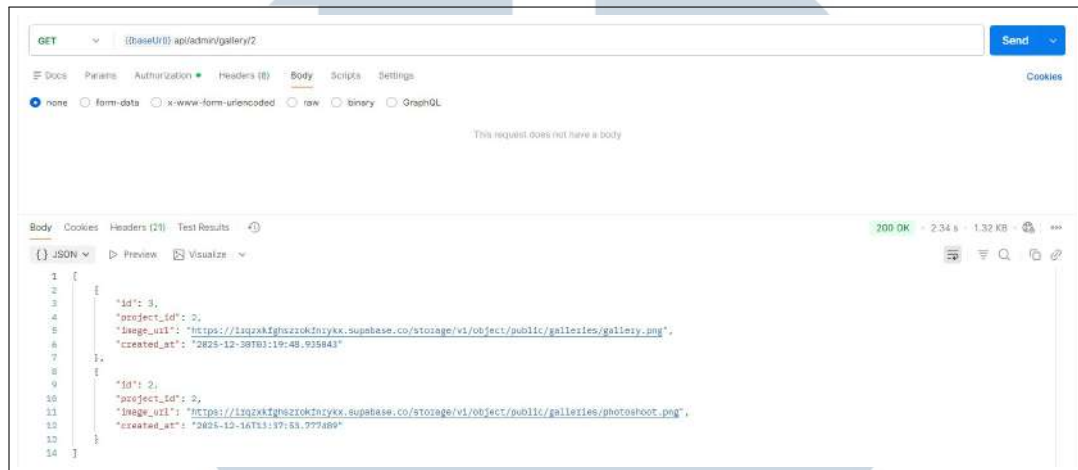 GET {{baseUrl}} api/admin/gallery/2 Send
Docs Params Authorization Headers (8) Body Scripts Settings Cookies
none form-data x-www-form-urlencoded raw binary GraphQL
This request does not have a body
Body Cookies Headers (21) Test Results 200 OK 2.34 s 1.32 KB
{} JSON Preview Visualize
1 [
2 {
3 "id": 3,
4 "project_id": 2,
5 "image_url": supabase.co/storage/v1/object/public/galleries/gallery.png",
6 "created_at": "2025-12-30T03:19:48.935843"
7 },
8 {
9 "id": 2,
10 "project_id": 2,
11 "image_url": supabase.co/storage/v1/object/public/galleries/photoshoot.png",
12 "created_at": "2025-12-16T13:37:53.777489"
13 }
14 ]